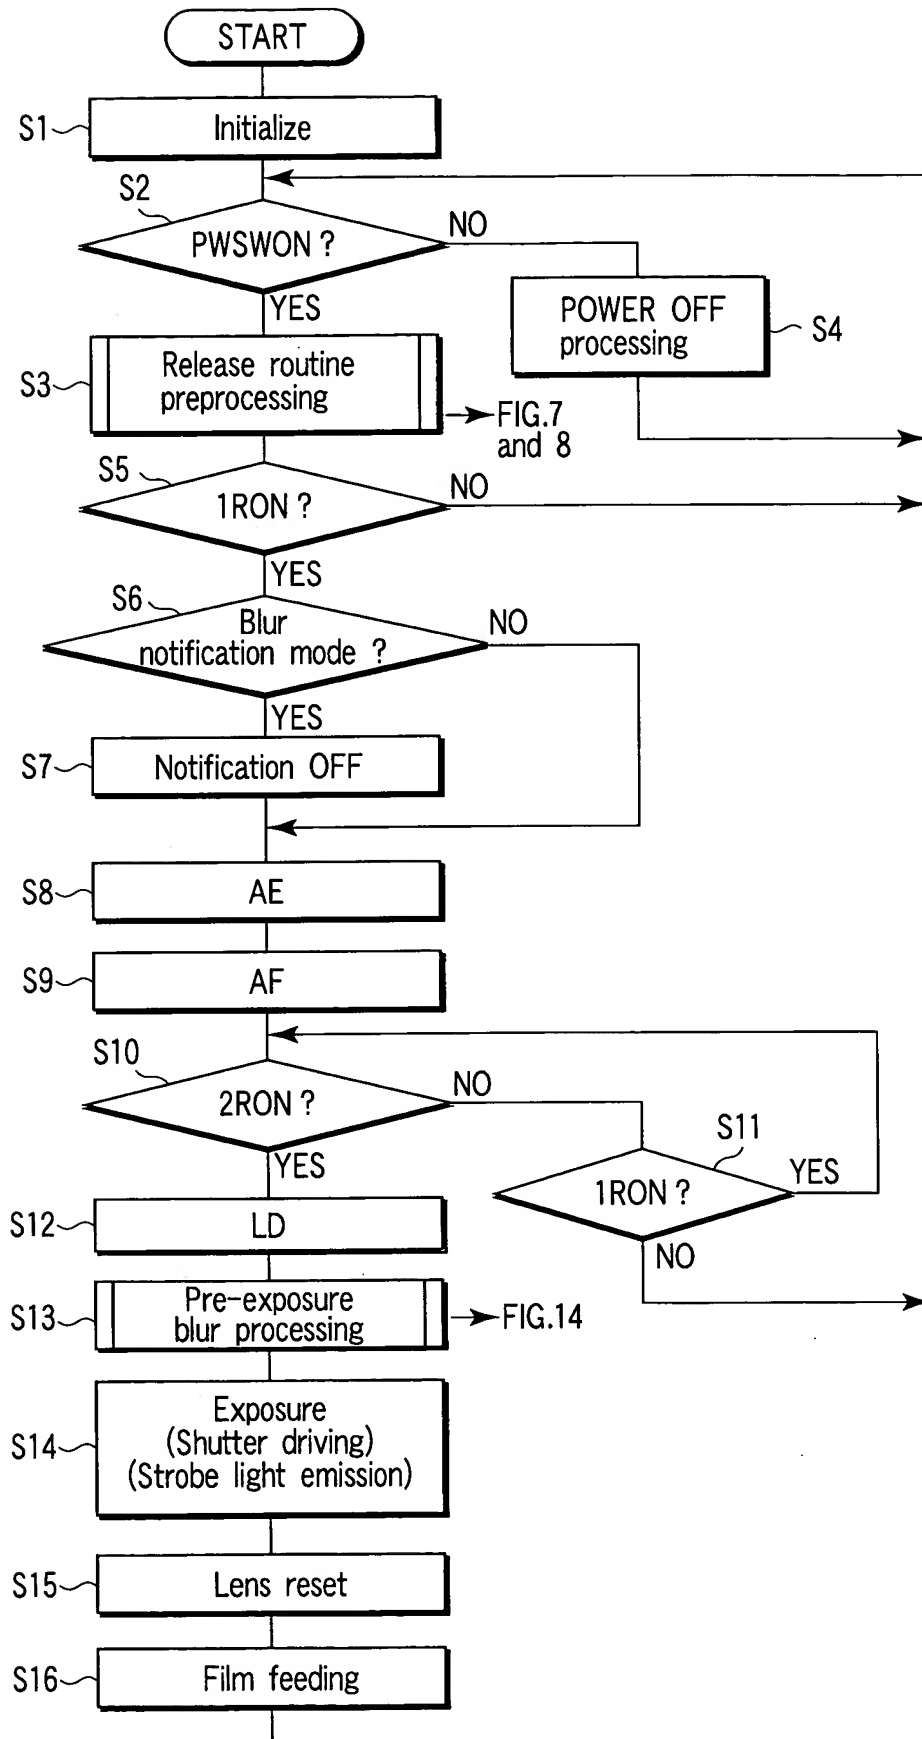 START
S1
Initialize
S2
PWSWON ?
NO
YES
POWER OFF
processing
S4
S3
Release routine
preprocessing
FIG.7
and 8
S5
1RON ?
NO
YES
S6
Blur
notification mode ?
NO
YES
S7
Notification OFF
S8
AE
S9
AF
S10
2RON ?
NO
YES
S11
1RON ?
YES
NO
S12
LD
S13
Pre-exposure
blur processing
FIG.14
S14
Exposure
(Shutter driving)
(Strobe light emission)
S15
Lens reset
S16
Film feeding